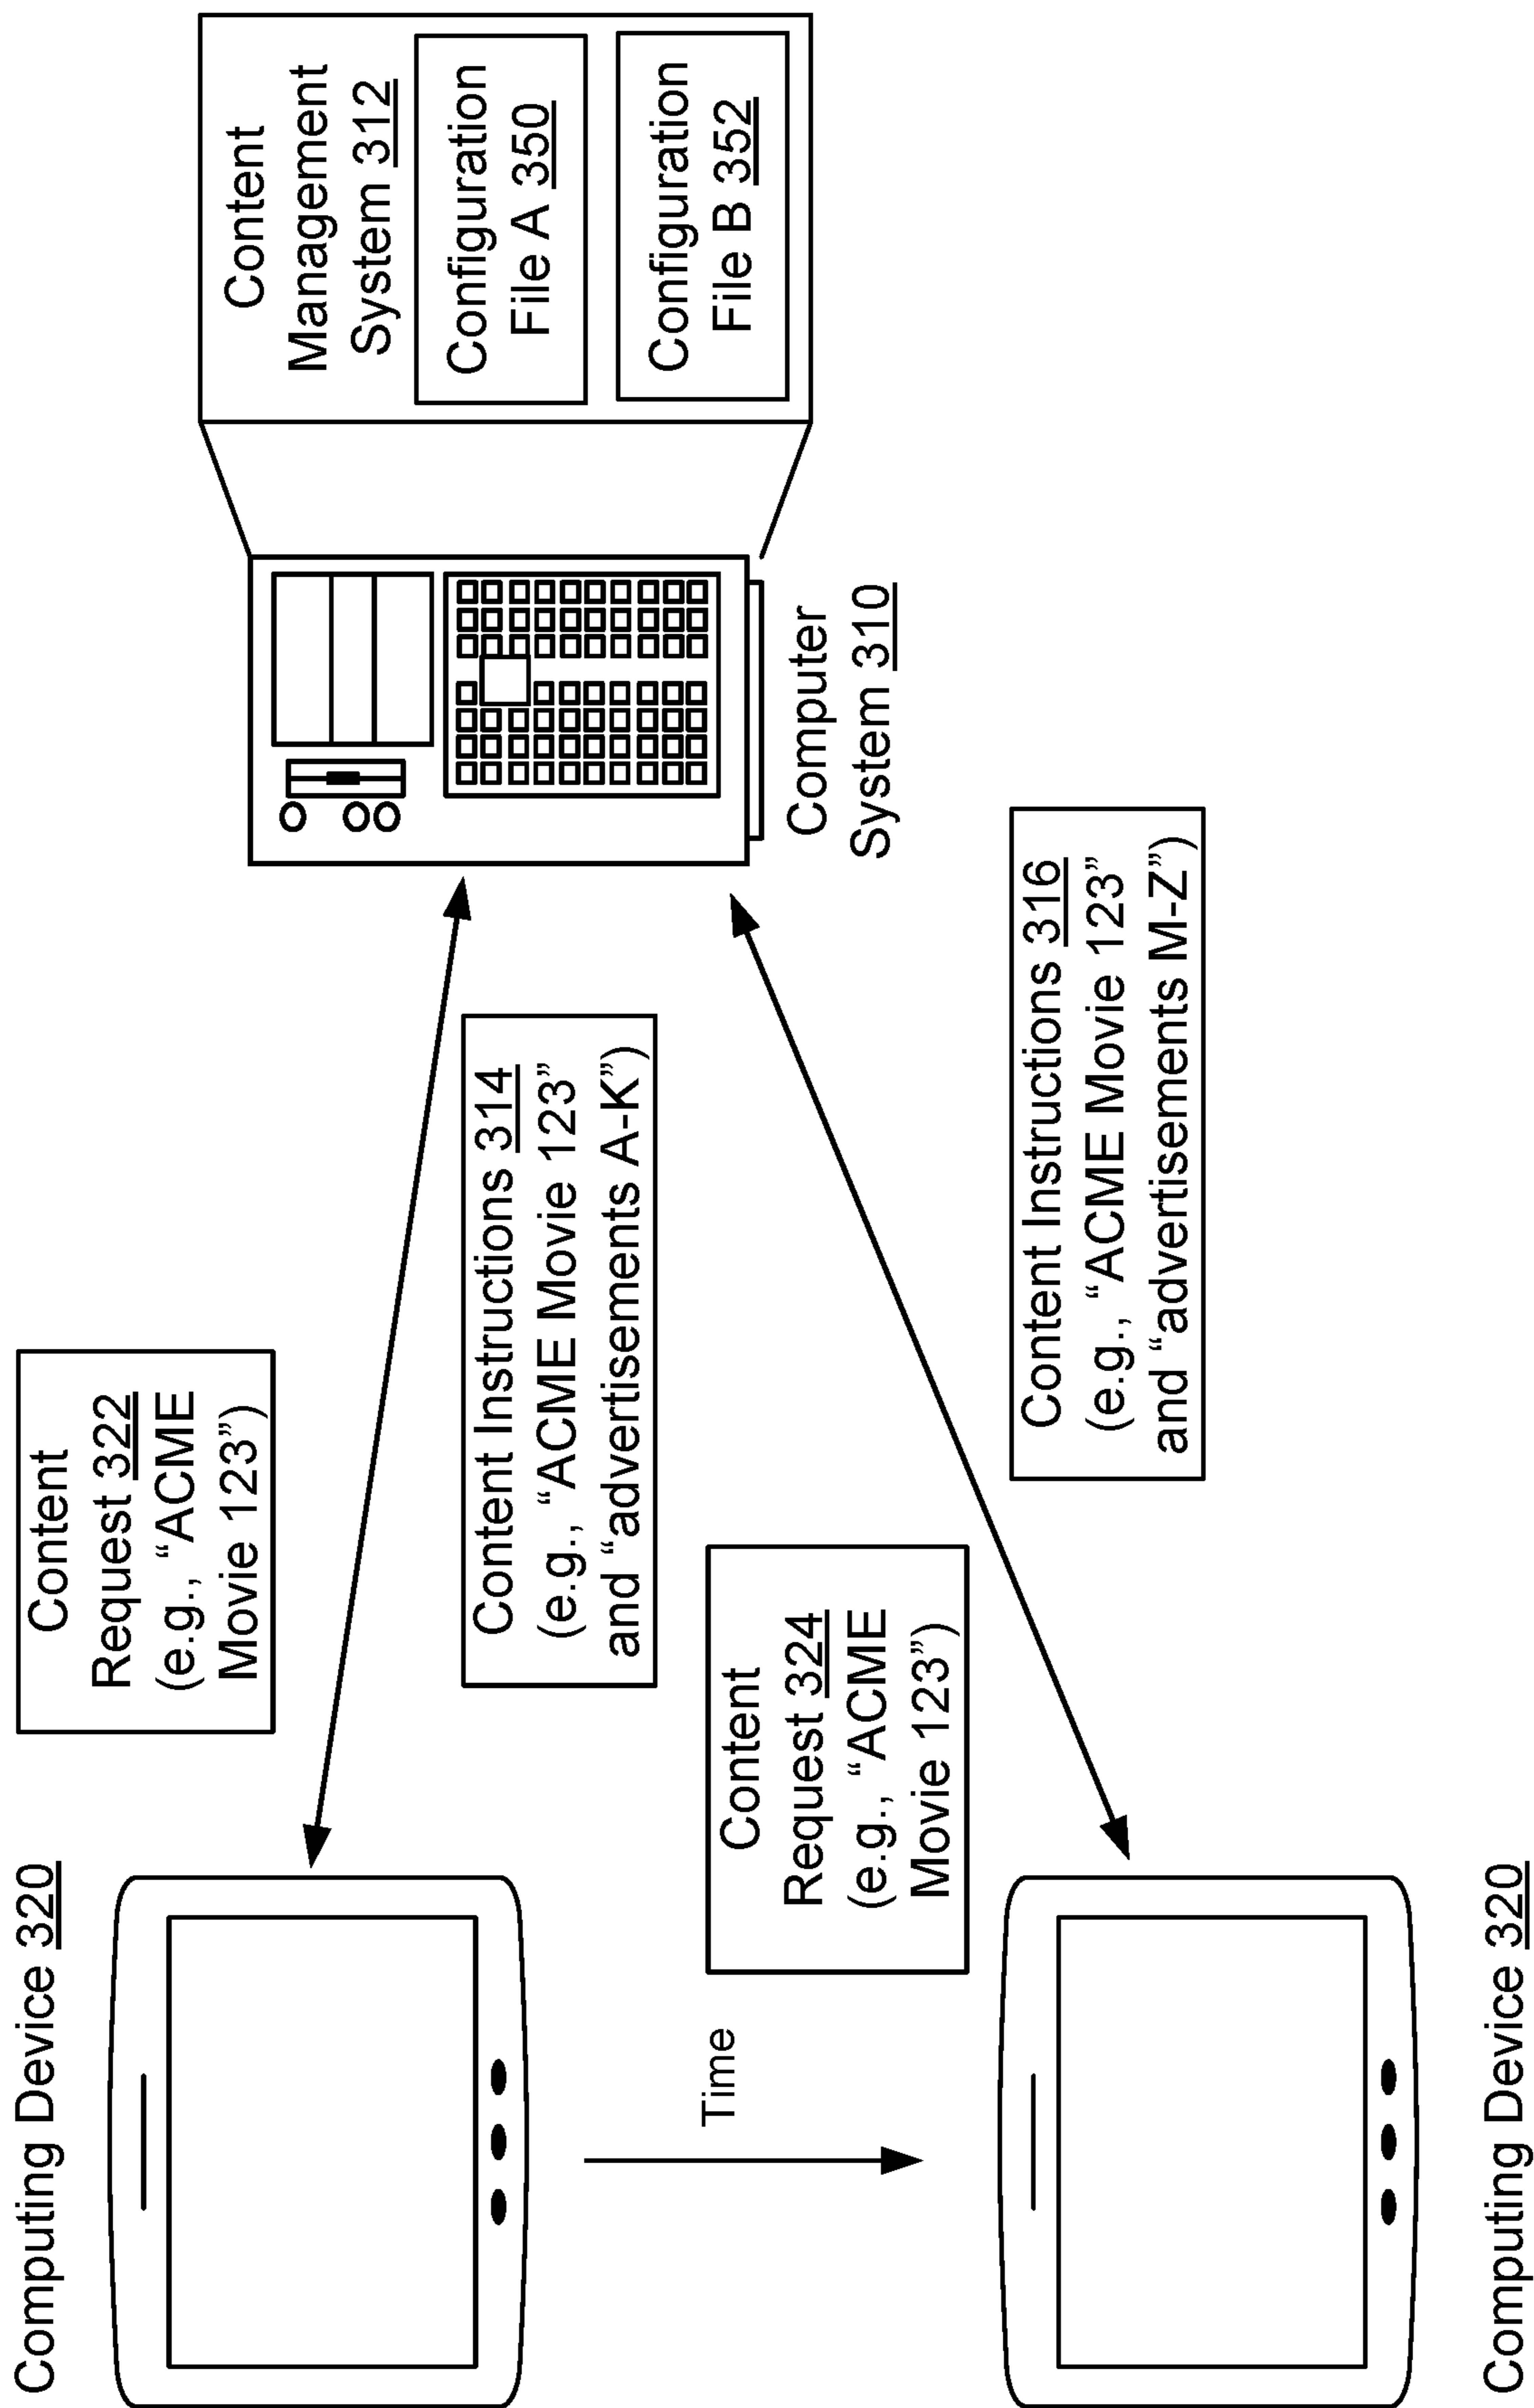 Computing Device 320
Content
Request 322
(e.g., “ACME
Movie 123”)
Content Instructions 314
(e.g., “ACME Movie 123”
and “advertisements A-K”)
Content
Management
System 312
Configuration
File A 350
Configuration
File B 352
Computer
System 310
Time
Content
Request 324
(e.g., “ACME
Movie 123”)
Content Instructions 316
(e.g., “ACME Movie 123”
and “advertisements M-Z”)
Computing Device 320